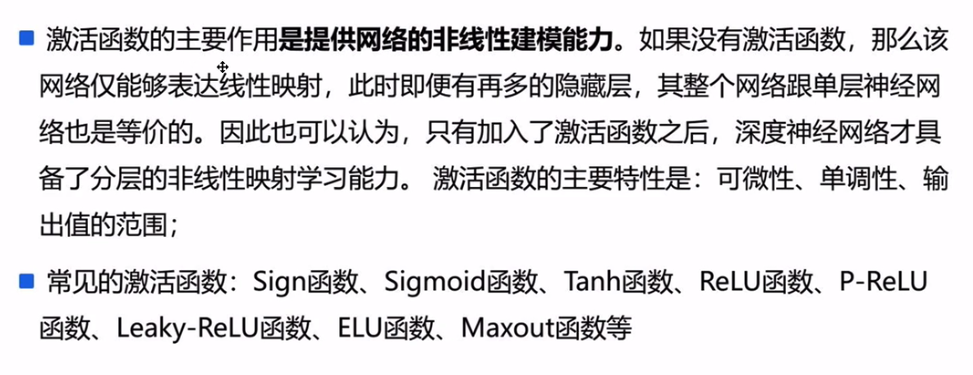 激活函数的主要作用是提供网络的非线性建模能力。如果没有激活函数，那么该
网络仅能够表达线性映射，此时即便有再多的隐藏层，其整个网络跟单层神经网
络也是等价的。因此也可以认为，只有加入了激活函数之后，深度神经网络才具
备了分层的非线性映射学习能力。 激活函数的主要特性是：可微性、单调性、输
出值的范围；
常见的激活函数：Sign函数、Sigmoid函数、Tanh函数、ReLU函数、P-ReLU
函数、Leaky-ReLU函数、ELU函数、Maxout函数等